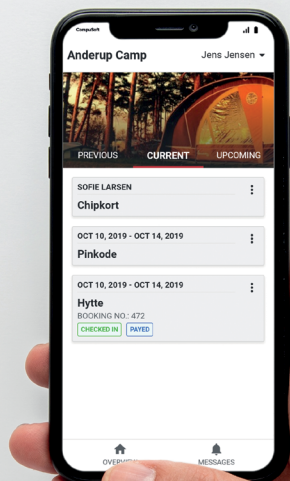 CompuSoft
Anderup Camp
Jens Jensen
PREVIOUS CURRENT UPCOMING
SOFIE LARSEN
Chipkort
OCT 10, 2019 - OCT 14, 2019
Pinkode
OCT 10, 2019 - OCT 14, 2019
Hytte
BOOKING NO.: 472
CHECKED IN PAYED
MESSAGES